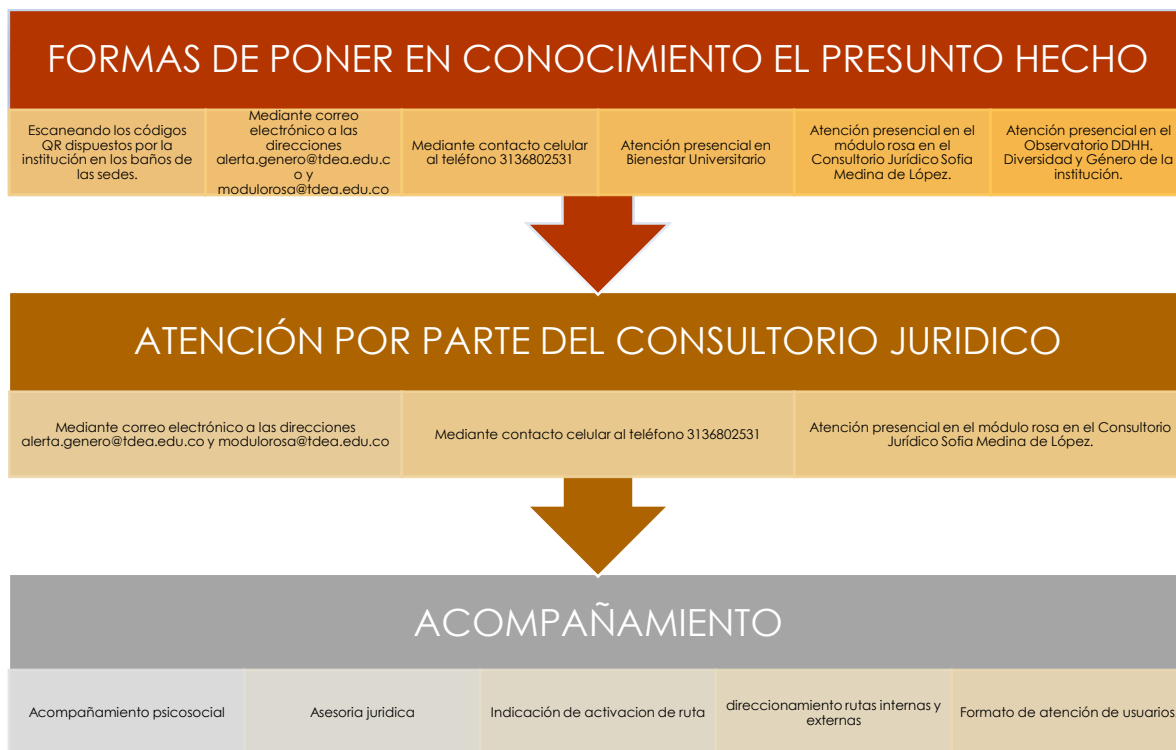 FORMAS DE PONER EN CONOCIMIENTO EL PRESUNTO HECHO
Escaneando los códigos
QR dispuestos por la
institución en los baños de
las sedes.
Mediante correo
electrónico a las
direcciones
alerta.genero@tdea.edu.c
o y
modulorosa@tdea.edu.co
Mediante contacto celular
al teléfono 3136802531
Atención presencial en
Bienestar Universitario
Atención presencial en el
módulo rosa en el
Consultorio Jurídico Sofia
Medina de López.
Atención presencial en el
Observatorio DDHH.
Diversidad y Género de la
institución.
ATENCIÓN POR PARTE DEL CONSULTORIO JURIDICO
Mediante correo electrónico a las direcciones
alerta.genero@tdea.edu.co y modulorosa@tdea.edu.co
Mediante contacto celular al teléfono 3136802531
Atención presencial en el módulo rosa en el Consultorio
Jurídico Sofia Medina de López.
ACOMPAÑAMIENTO
Acompañamiento psicosocial
Asesoria juridica
Indicación de activacion de ruta
direccionamiento rutas internas y
externas
Formato de atención de usuarios